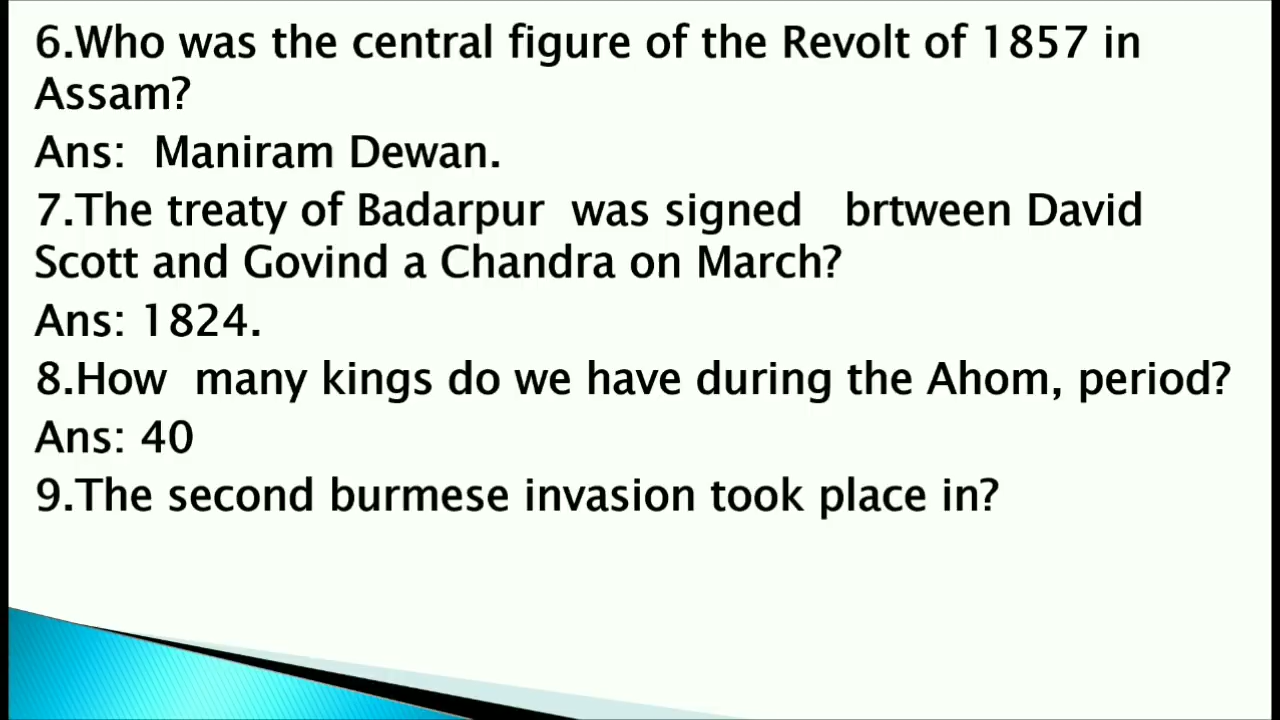 6.Who was the central figure of the Revolt of 1857 in
Assam?
Ans:  Maniram Dewan.
7.The treaty of Badarpur  was signed   brtween David
Scott and Govind a Chandra on March?
Ans: 1824.
8.How  many kings do we have during the Ahom, period?
Ans: 40
9.The second burmese invasion took place in?